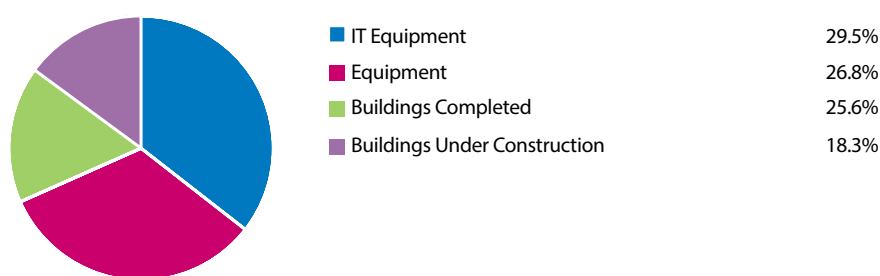 IT Equipment 29.5%
Equipment 26.8%
Buildings Completed 25.6%
Buildings Under Construction 18.3%